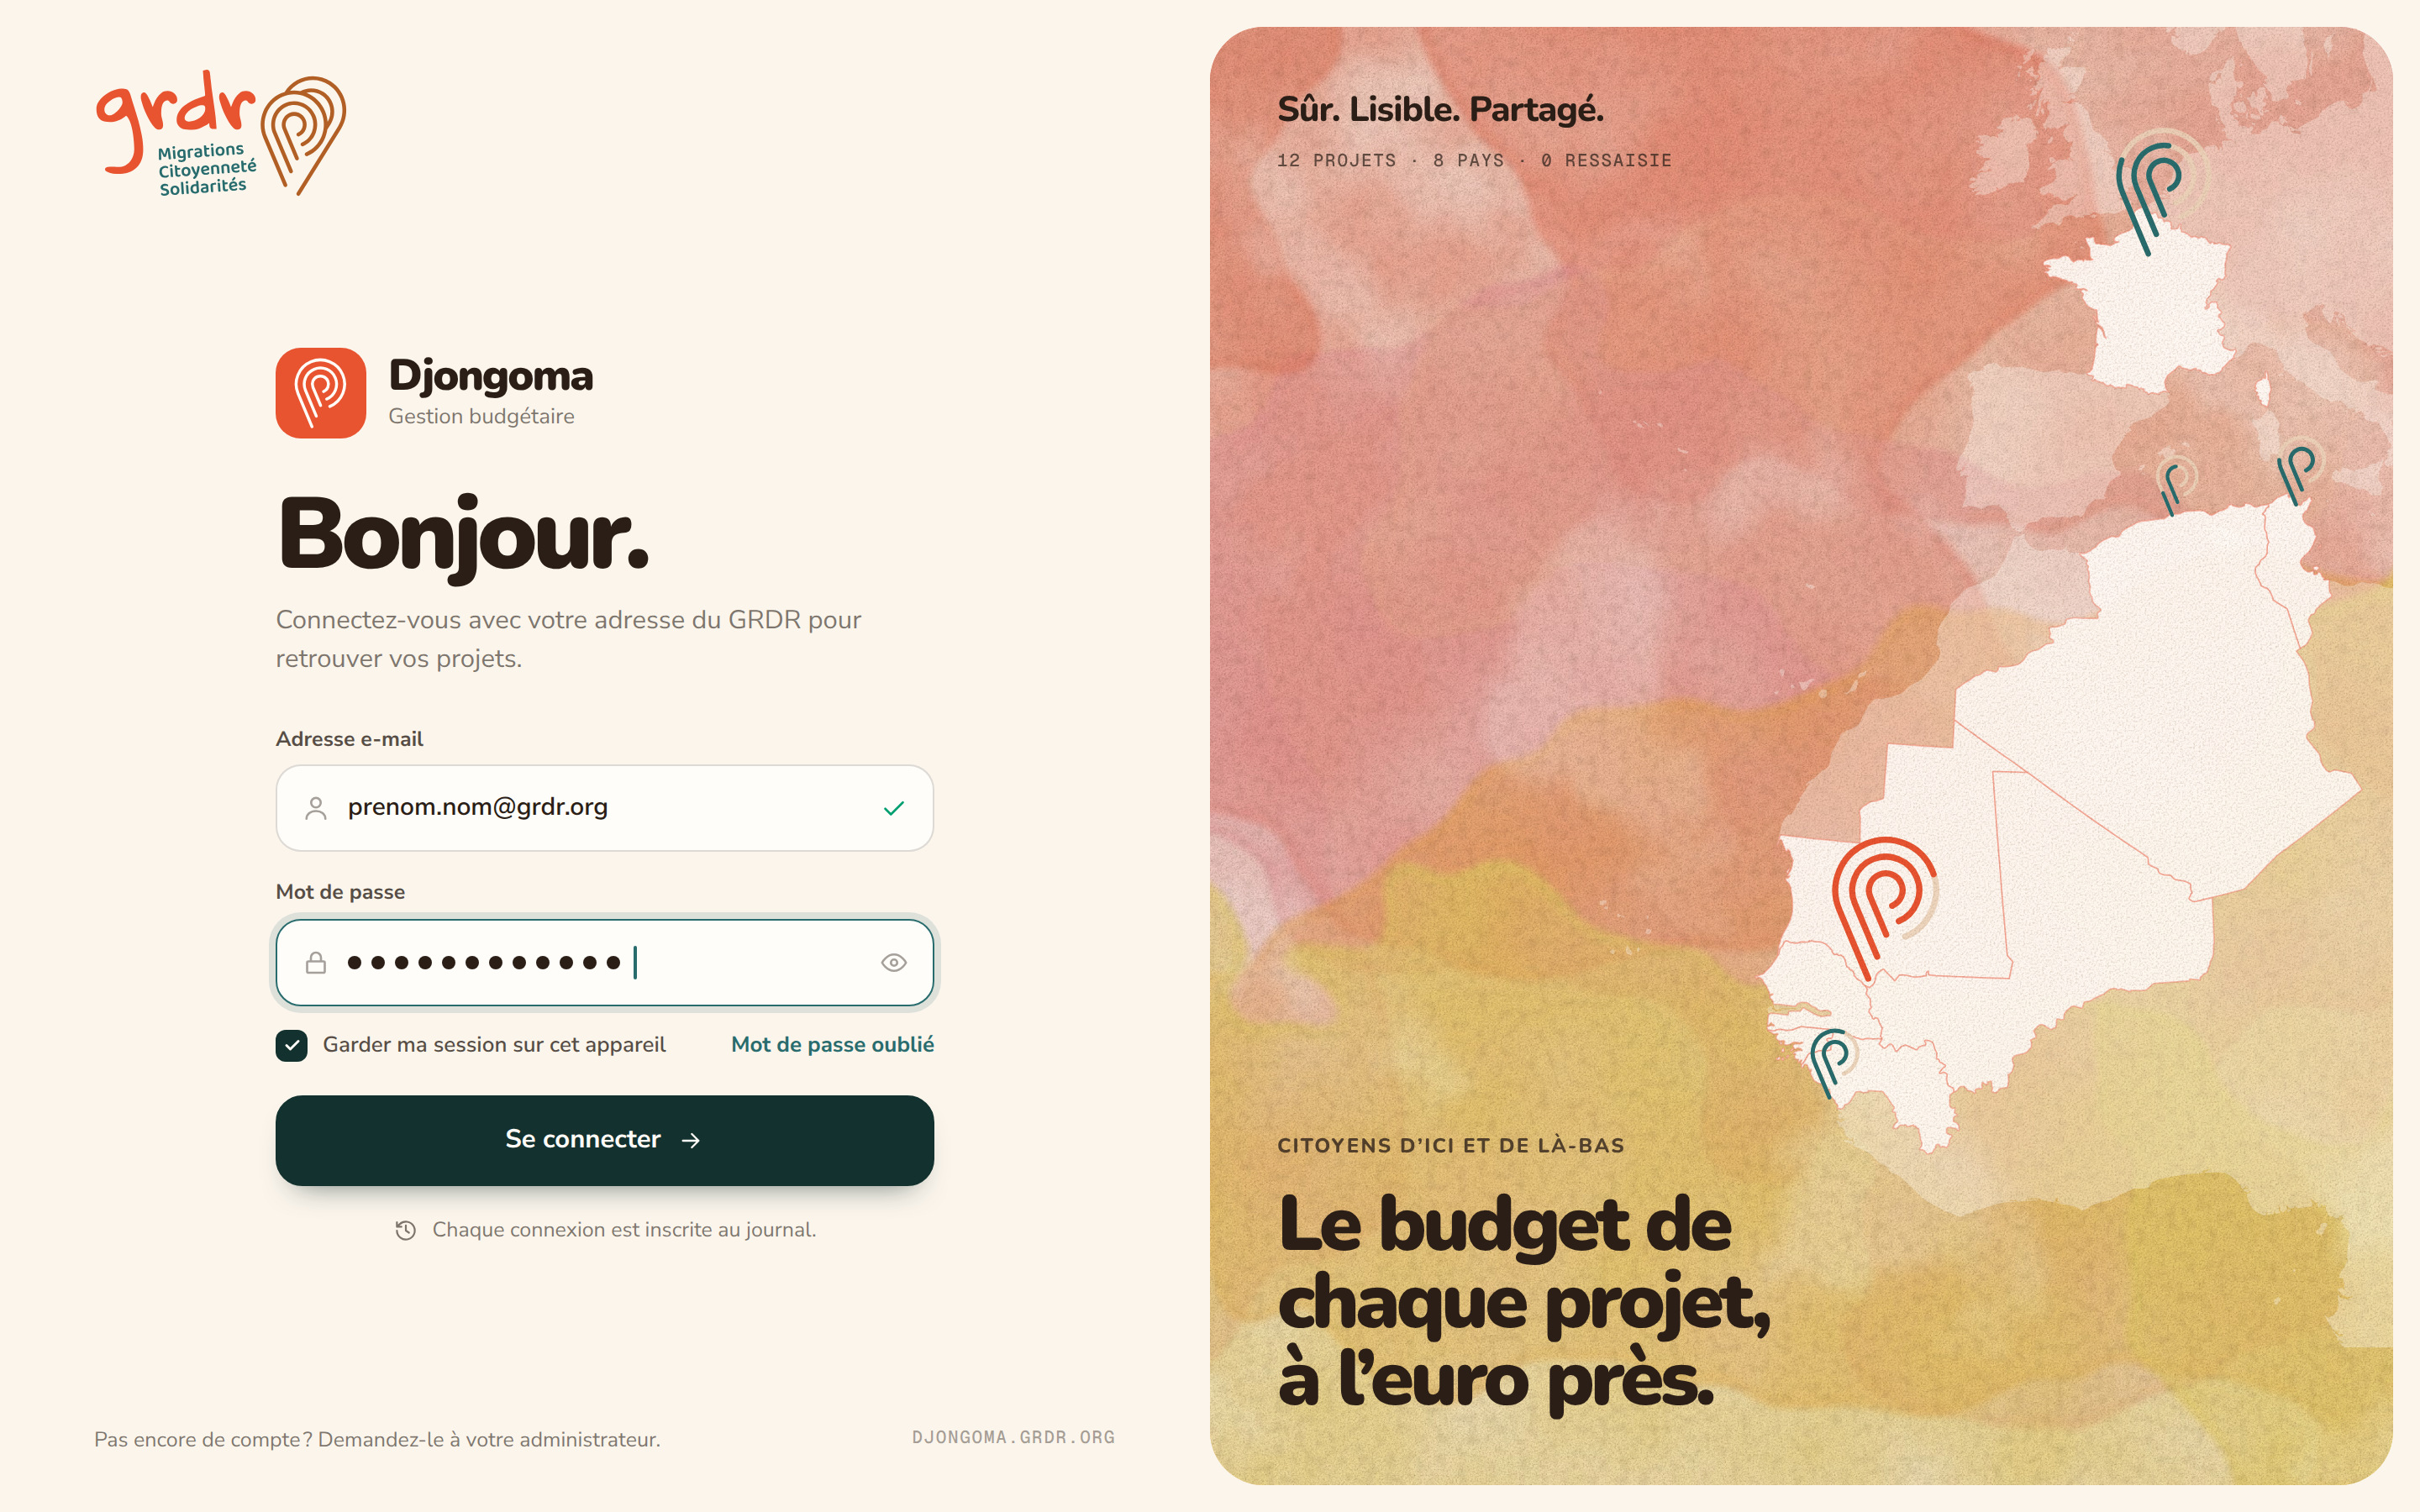 grdr
Migrations
Citoyenneté
Solidarités
Djongoma
Gestion budgétaire
Bonjour.
Connectez-vous avec votre adresse du GRDR pour
retrouver vos projets.
Adresse e-mail
prenom.nom@grdr.org
Mot de passe
Garder ma session sur cet appareil
Mot de passe oublié
Se connecter →
Chaque connexion est inscrite au journal.
Pas encore de compte ? Demandez-le à votre administrateur.
DJONGOMA.GRDR.ORG
Sûr. Lisible. Partagé.
12 PROJETS · 8 PAYS · 0 RESSAISIE
CITOYENS D’ICI ET DE LÀ-BAS
Le budget de
chaque projet,
à l’euro près.